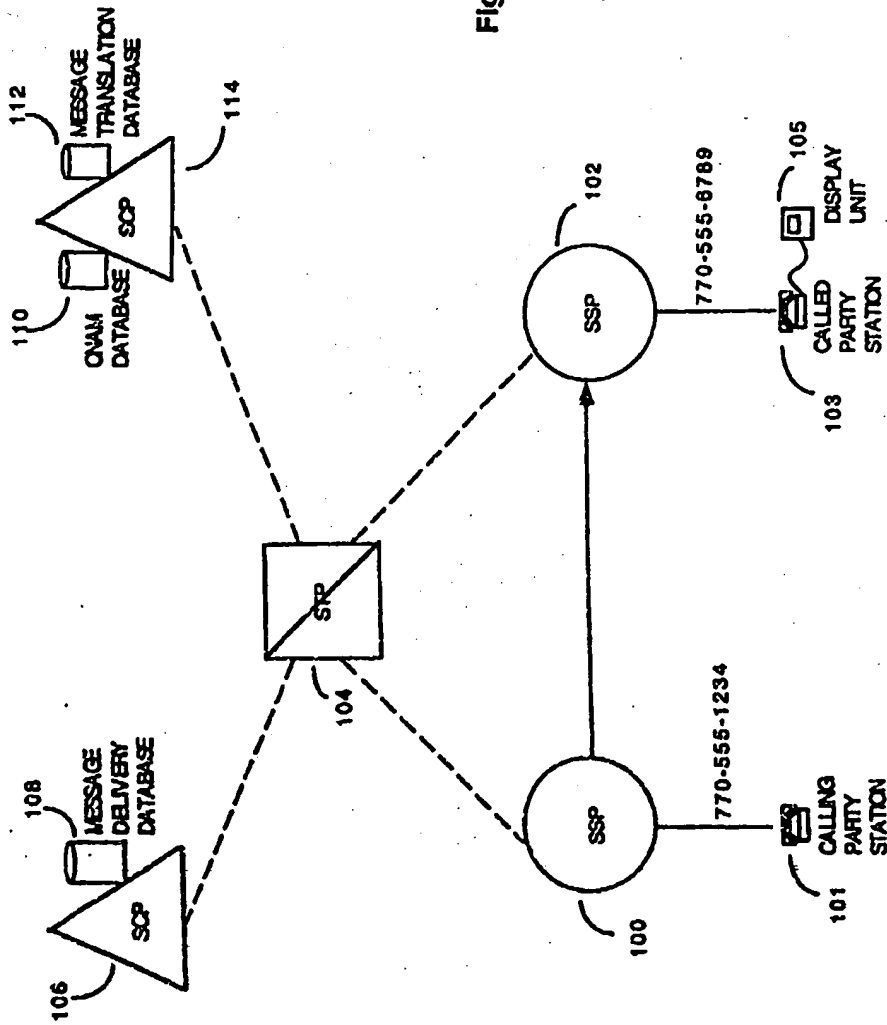 112
MESSAGE
TRANSLATION
DATABASE
110
CNAM
DATABASE
SCP
114
108
MESSAGE
DELIVERY
DATABASE
106
SCP
Fig
STP
104
SSP
102
SSP
100
770-555-6789
770-555-1234
105
DISPLAY
UNIT
CALLED
PARTY
STATION
103
CALLING
PARTY
STATION
101